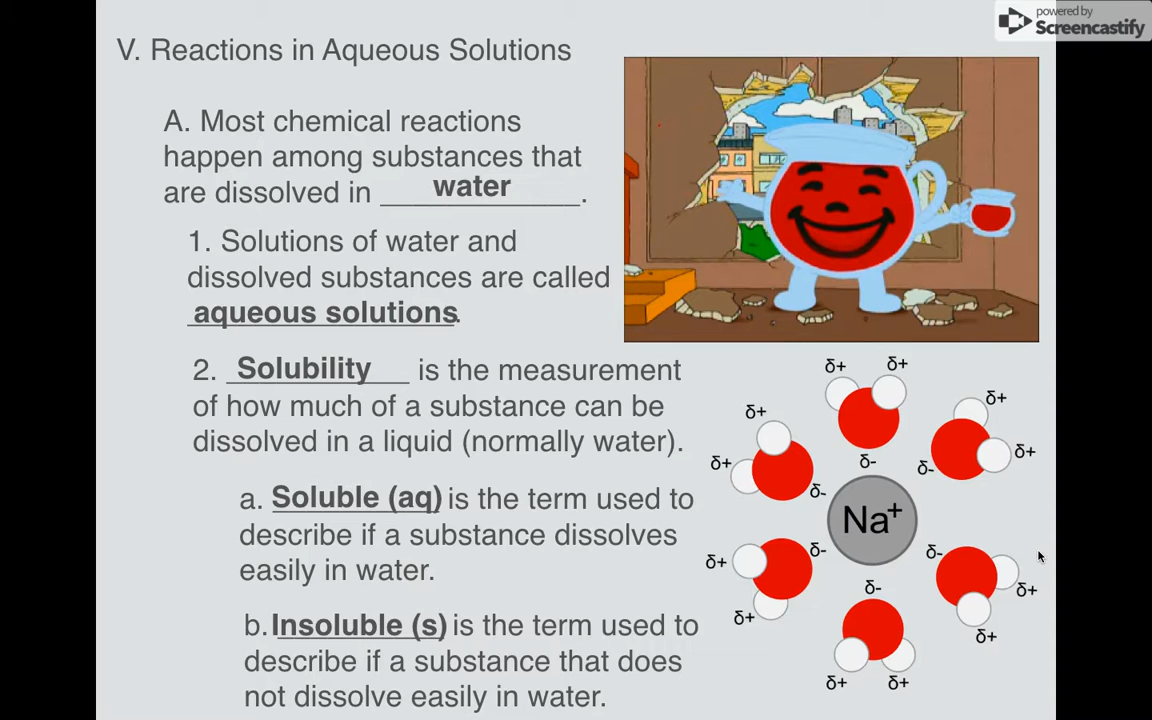 powered by
Screencastify
V. Reactions in Aqueous Solutions
A. Most chemical reactions
happen among substances that
are dissolved in water.
1. Solutions of water and
dissolved substances are called
aqueous solutions.
2. Solubility is the measurement
of how much of a substance can be
dissolved in a liquid (normally water).
a. Soluble (aq) is the term used to
describe if a substance dissolves
easily in water.
b. Insoluble (s) is the term used to
describe if a substance that does
not dissolve easily in water.
δ+ δ+
δ+ δ+
δ+ δ+
δ- δ-
δ-
Na+
δ- δ-
δ+ δ+
δ-
δ+ δ+
δ+ δ+